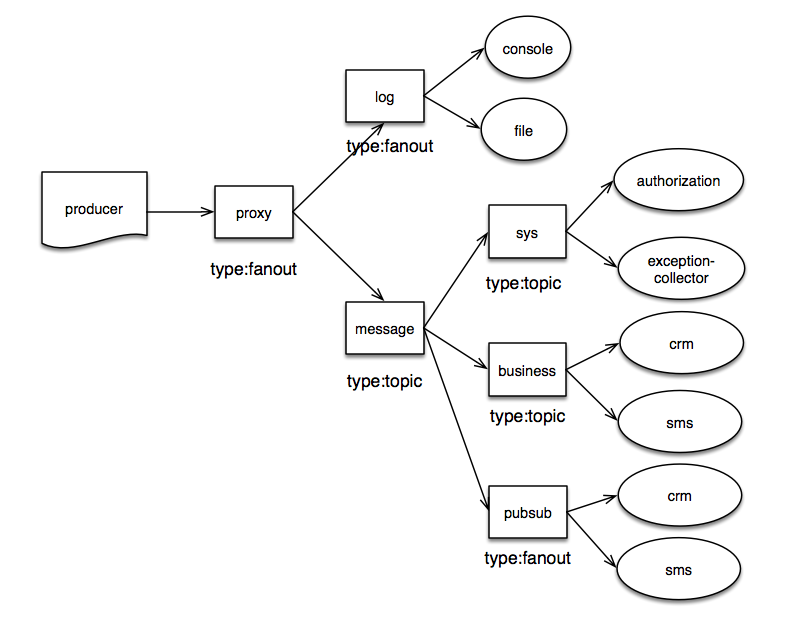 console
log
file
type:fanout
producer
proxy
type:fanout
authorization
sys
exception-
collector
type:topic
message
type:topic
crm
business
type:topic
sms
crm
pubsub
type:fanout
sms